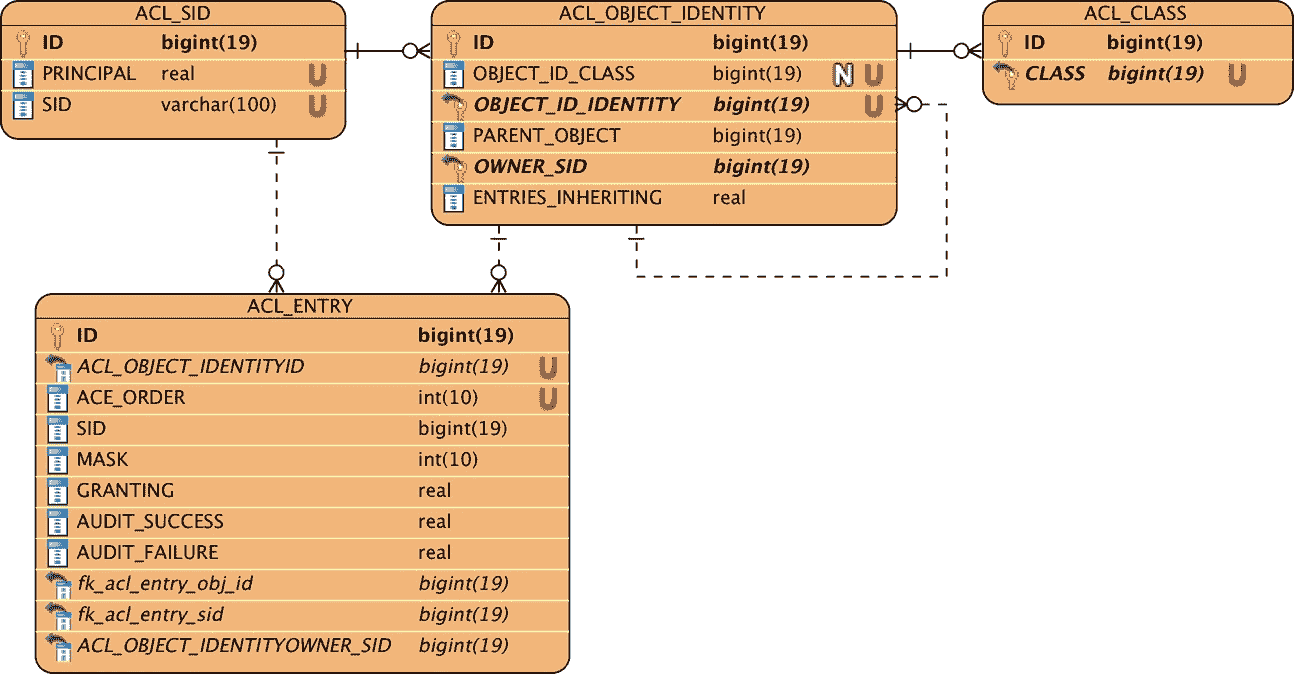 ACL_SID
ID bigint(19)
PRINCIPAL real U
SID varchar(100) U
ACL_OBJECT_IDENTITY
ID bigint(19)
OBJECT_ID_CLASS bigint(19) N U
OBJECT_ID_IDENTITY bigint(19) U
PARENT_OBJECT bigint(19)
OWNER_SID bigint(19)
ENTRIES_INHERITING real
ACL_CLASS
ID bigint(19)
CLASS bigint(19) U
ACL_ENTRY
ID bigint(19)
ACL_OBJECT_IDENTITYID bigint(19) U
ACE_ORDER int(10) U
SID bigint(19)
MASK int(10)
GRANTING real
AUDIT_SUCCESS real
AUDIT_FAILURE real
fk_acl_entry_obj_id bigint(19)
fk_acl_entry_sid bigint(19)
ACL_OBJECT_IDENTITYOWNER_SID bigint(19)